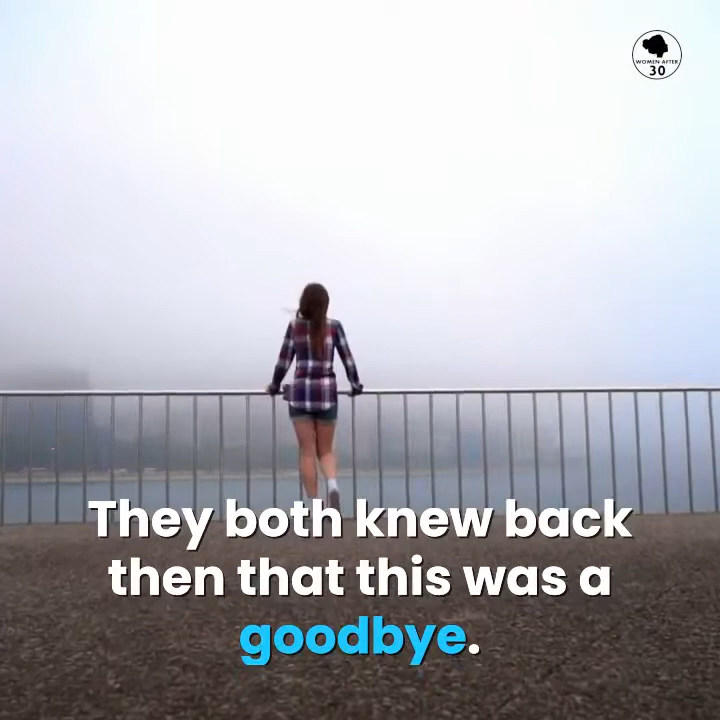 WOMEN AFTER
30
They both knew back
then that this was a
goodbye.